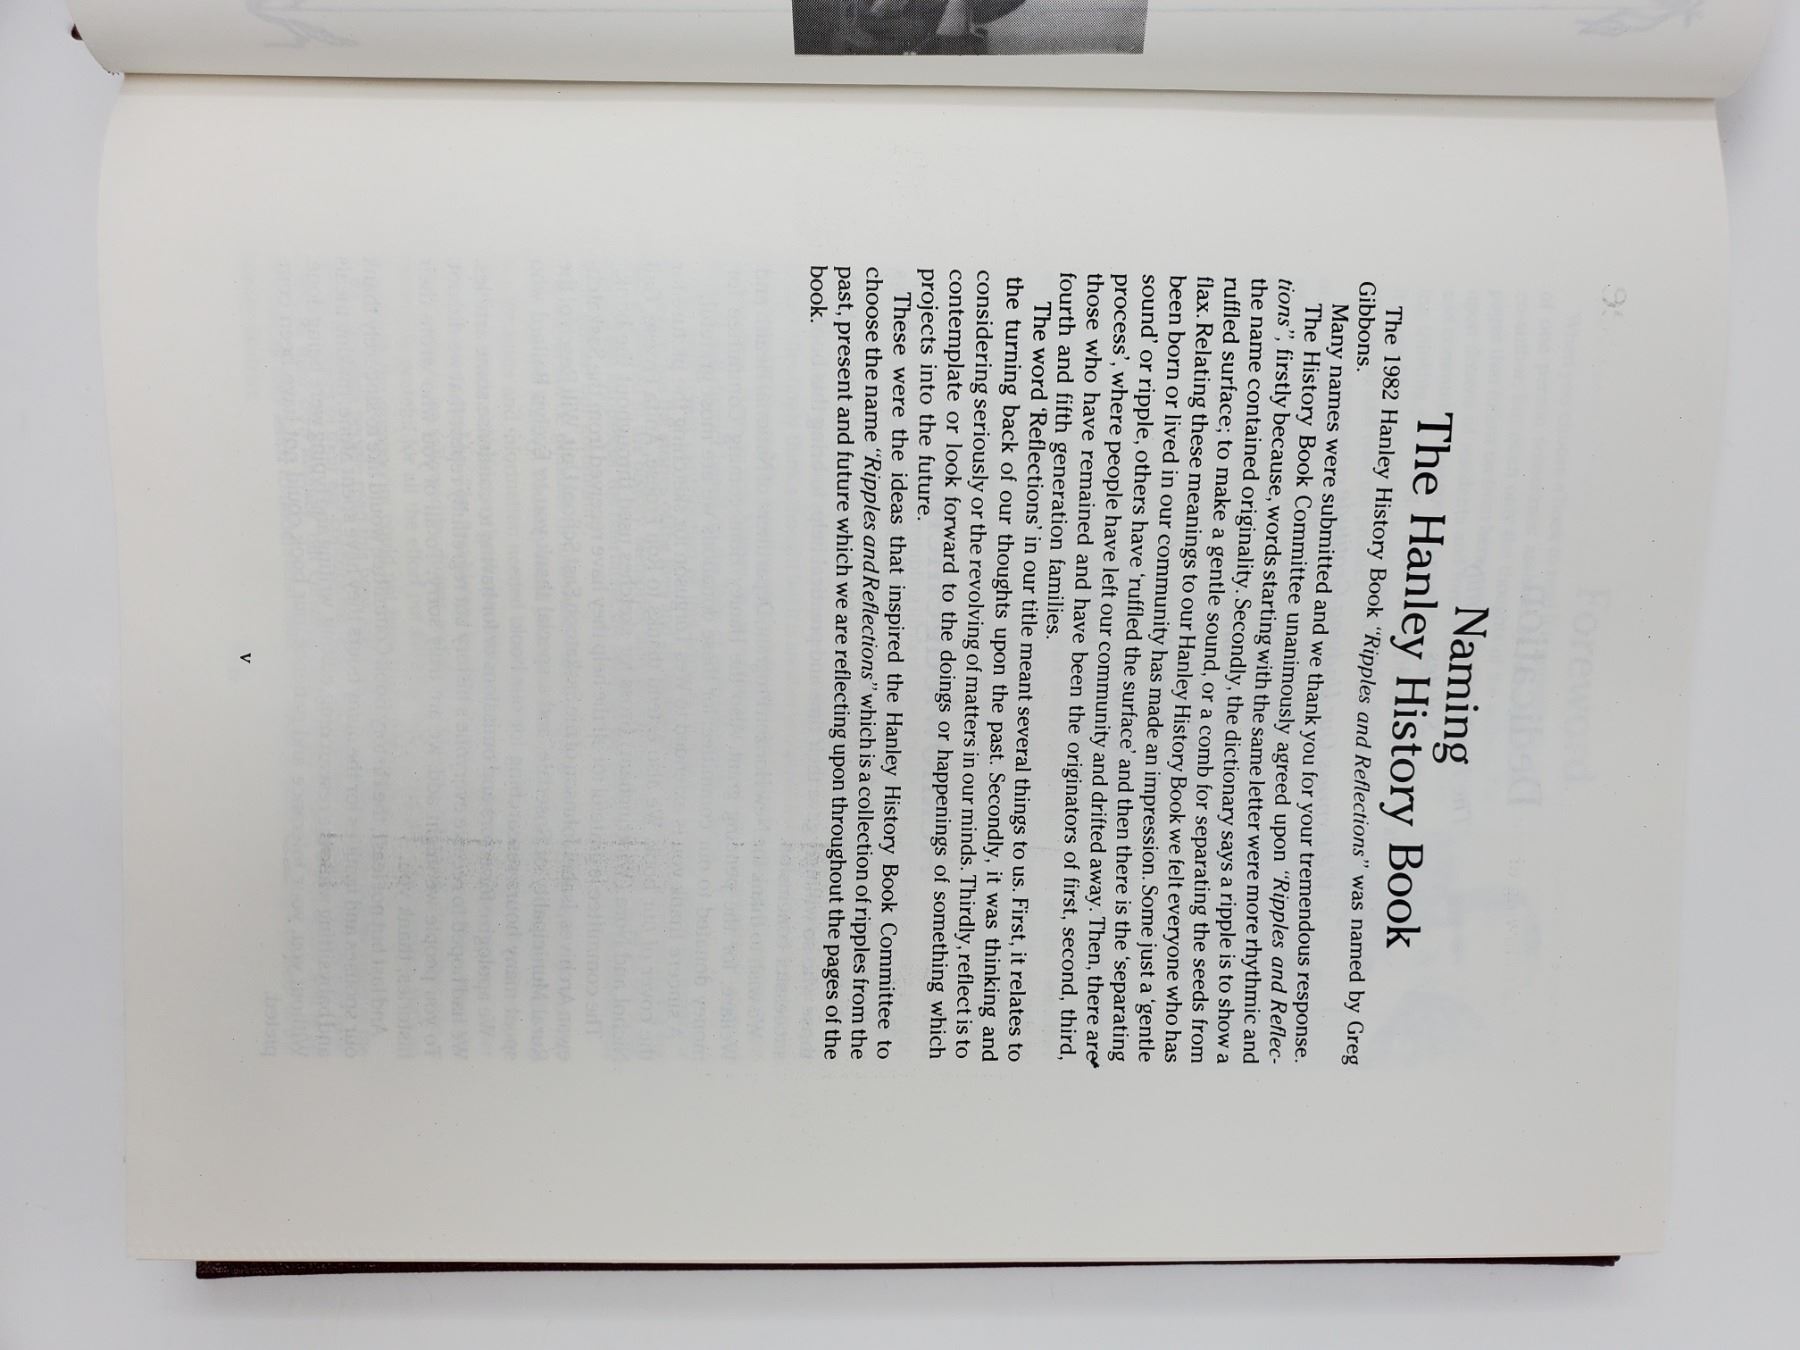 Naming
The Hanley History Book
The 1982 Hanley History Book "Ripples and Reflections" was named by Greg
Gibbons.
Many names were submitted and we thank you for your tremendous response.
The History Book Committee unanimously agreed upon "Ripples and Reflec-
tions", firstly because, words starting with the same letter were more rhythmic and
the name contained originality. Secondly, the dictionary says a ripple is to show a
ruffled surface; to make a gentle sound, or a comb for separating the seeds from
flax. Relating these meanings to our Hanley History Book we felt everyone who has
been born or lived in our community has made an impression. Some just a 'gentle
sound' or ripple, others have 'ruffled the surface' and then there is the 'separating
process', where people have left our community and drifted away. Then, there are
those who have remained and have been the originators of first, second, third,
fourth and fifth generation families.
The word 'Reflections' in our title meant several things to us. First, it relates to
the turning back of our thoughts upon the past. Secondly, it was thinking and
considering seriously or the revolving of matters in our minds. Thirdly, reflect is to
contemplate or look forward to the doings or happenings of something which
projects into the future.
These were the ideas that inspired the Hanley History Book Committee to
choose the name "Ripples and Reflections" which is a collection of ripples from the
past, present and future which we are reflecting upon throughout the pages of the
book.
v